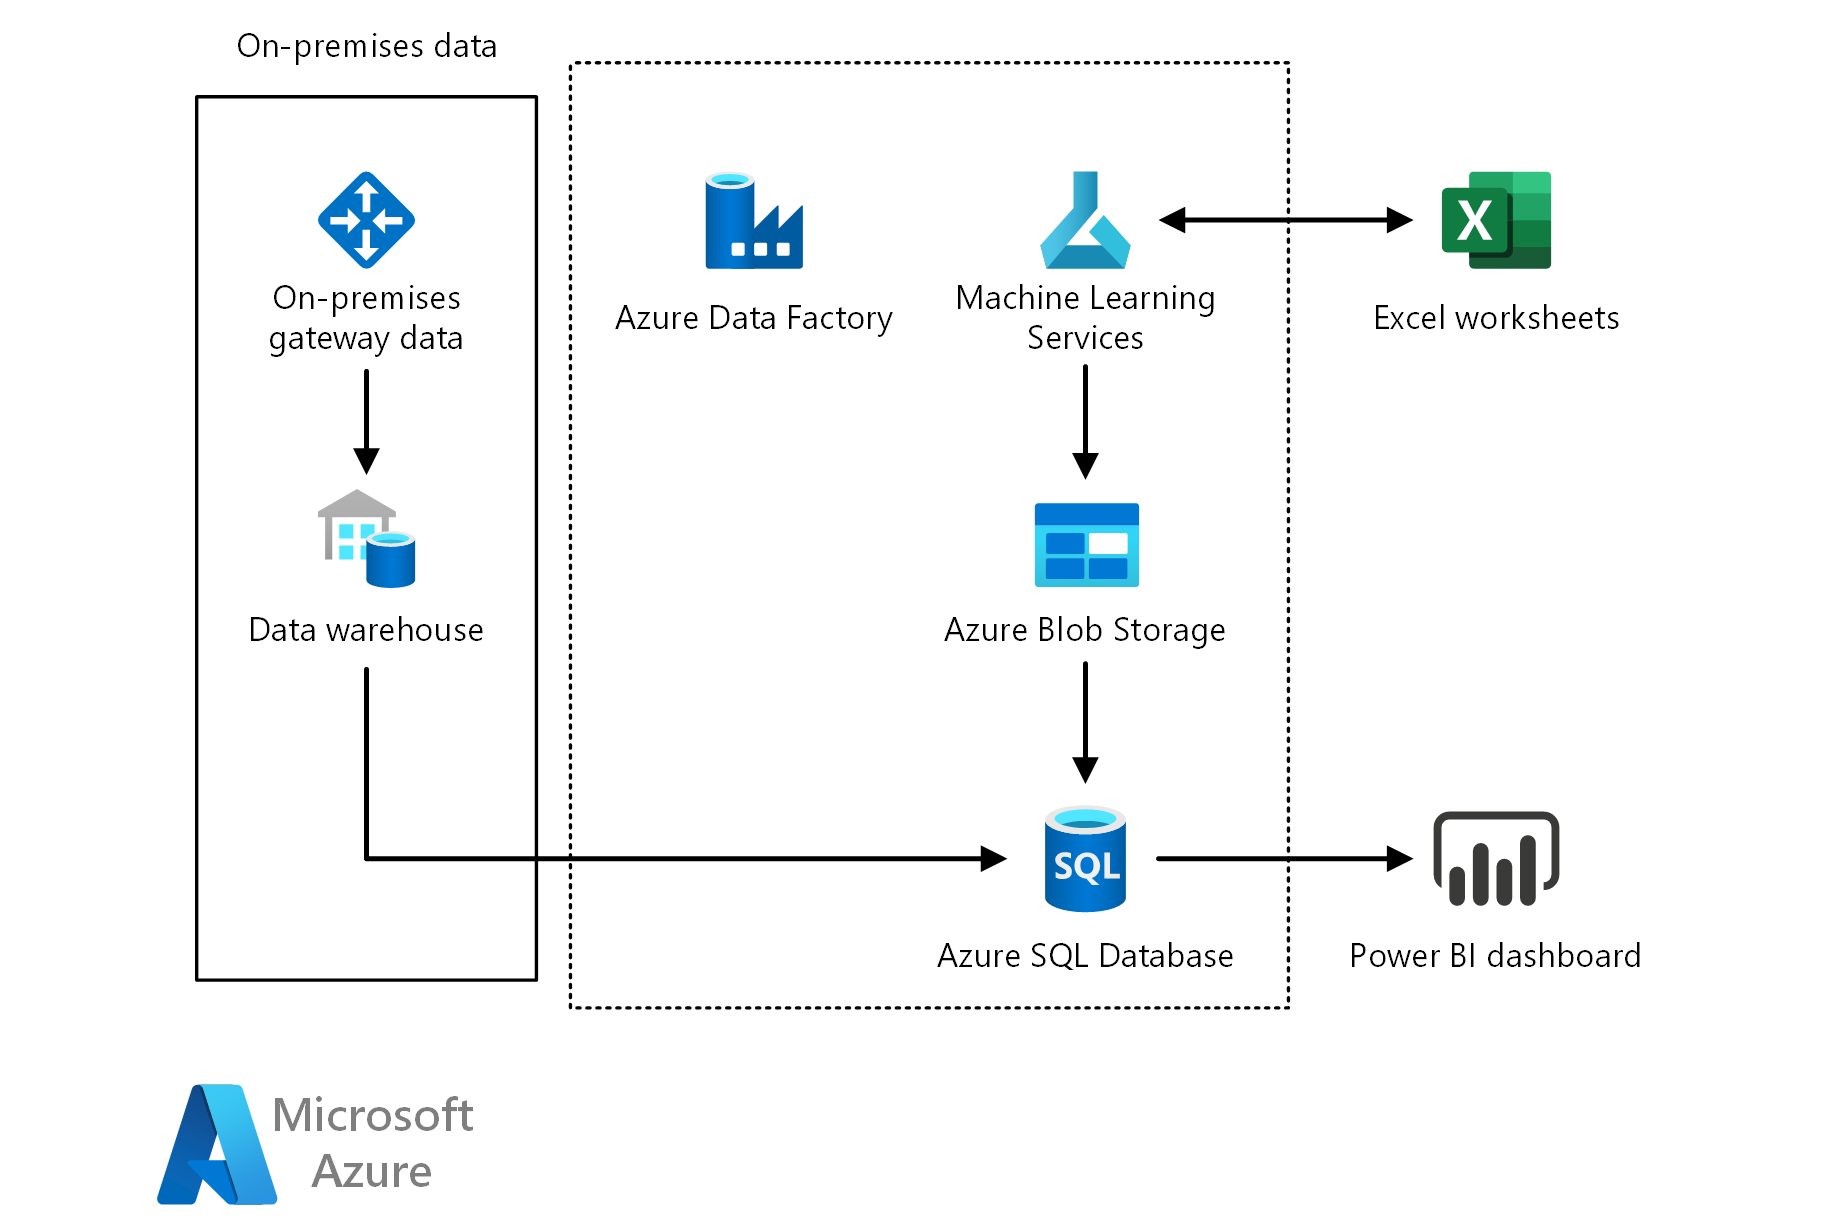 On-premises data
On-premises
gateway data
Azure Data Factory
Machine Learning
Services
X
Excel worksheets
Data warehouse
Azure Blob Storage
SQL
Azure SQL Database
Power BI dashboard
Microsoft
Azure